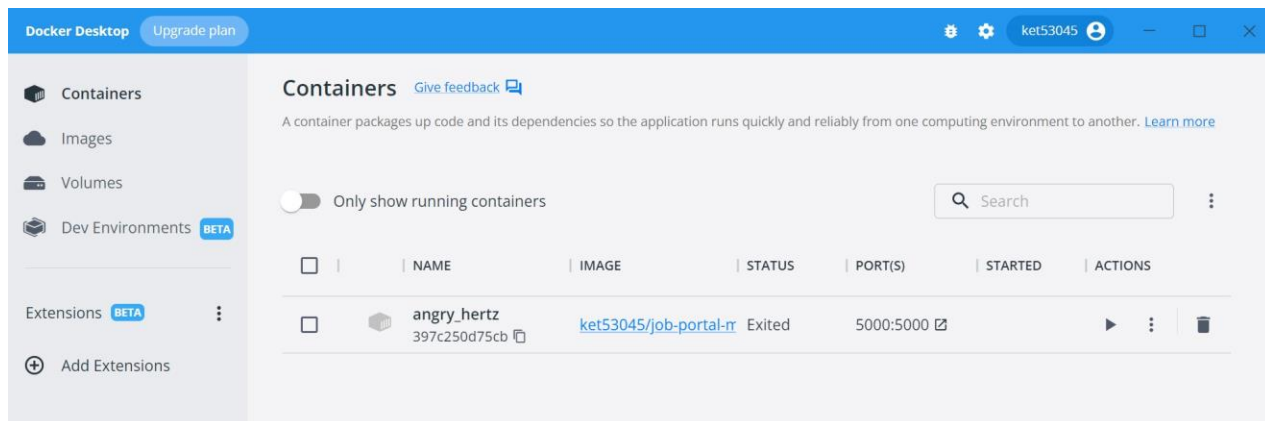 Docker Desktop Upgrade plan ket53045
Containers
Images
Volumes
Dev Environments BETA
Extensions BETA
Add Extensions
Containers Give feedback
A container packages up code and its dependencies so the application runs quickly and reliably from one computing environment to another. Learn more
Only show running containers
Search
NAME IMAGE STATUS PORT(S) STARTED ACTIONS
angry_hertz
397c250d75cb
ket53045/job-portal-m Exited 5000:5000